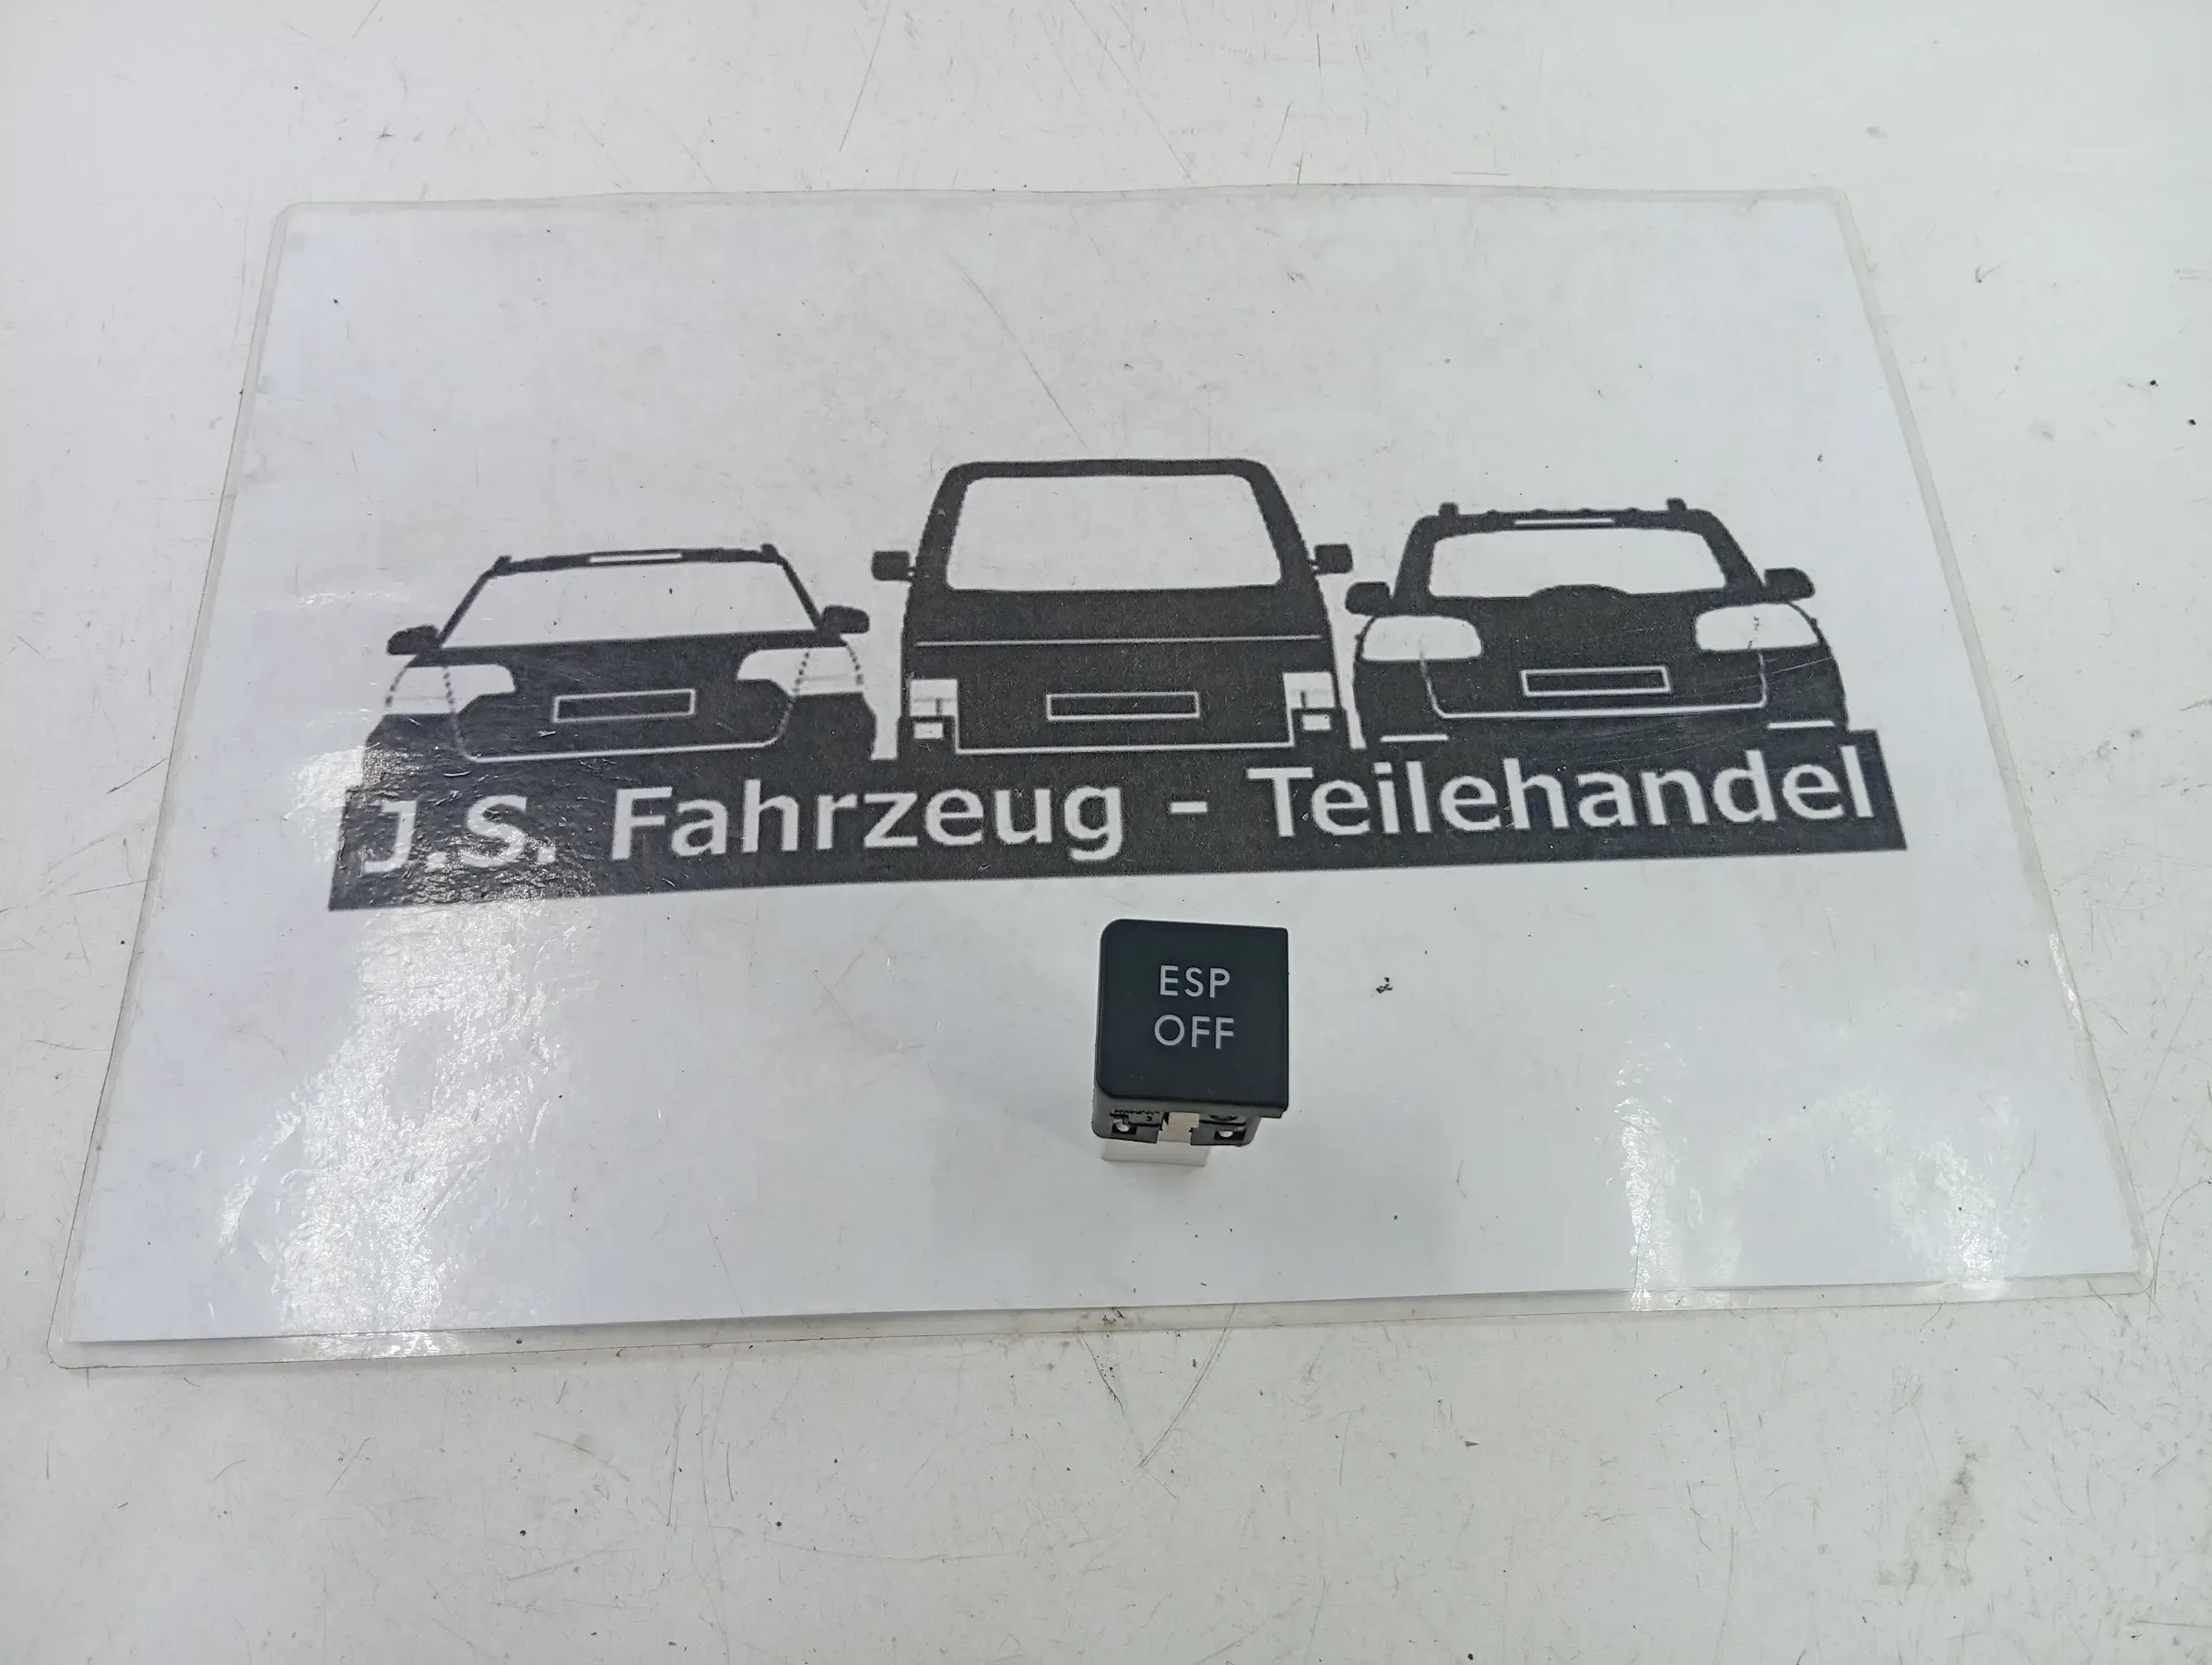 J.S. Fahrzeug - Teilehandel
ESP
OFF